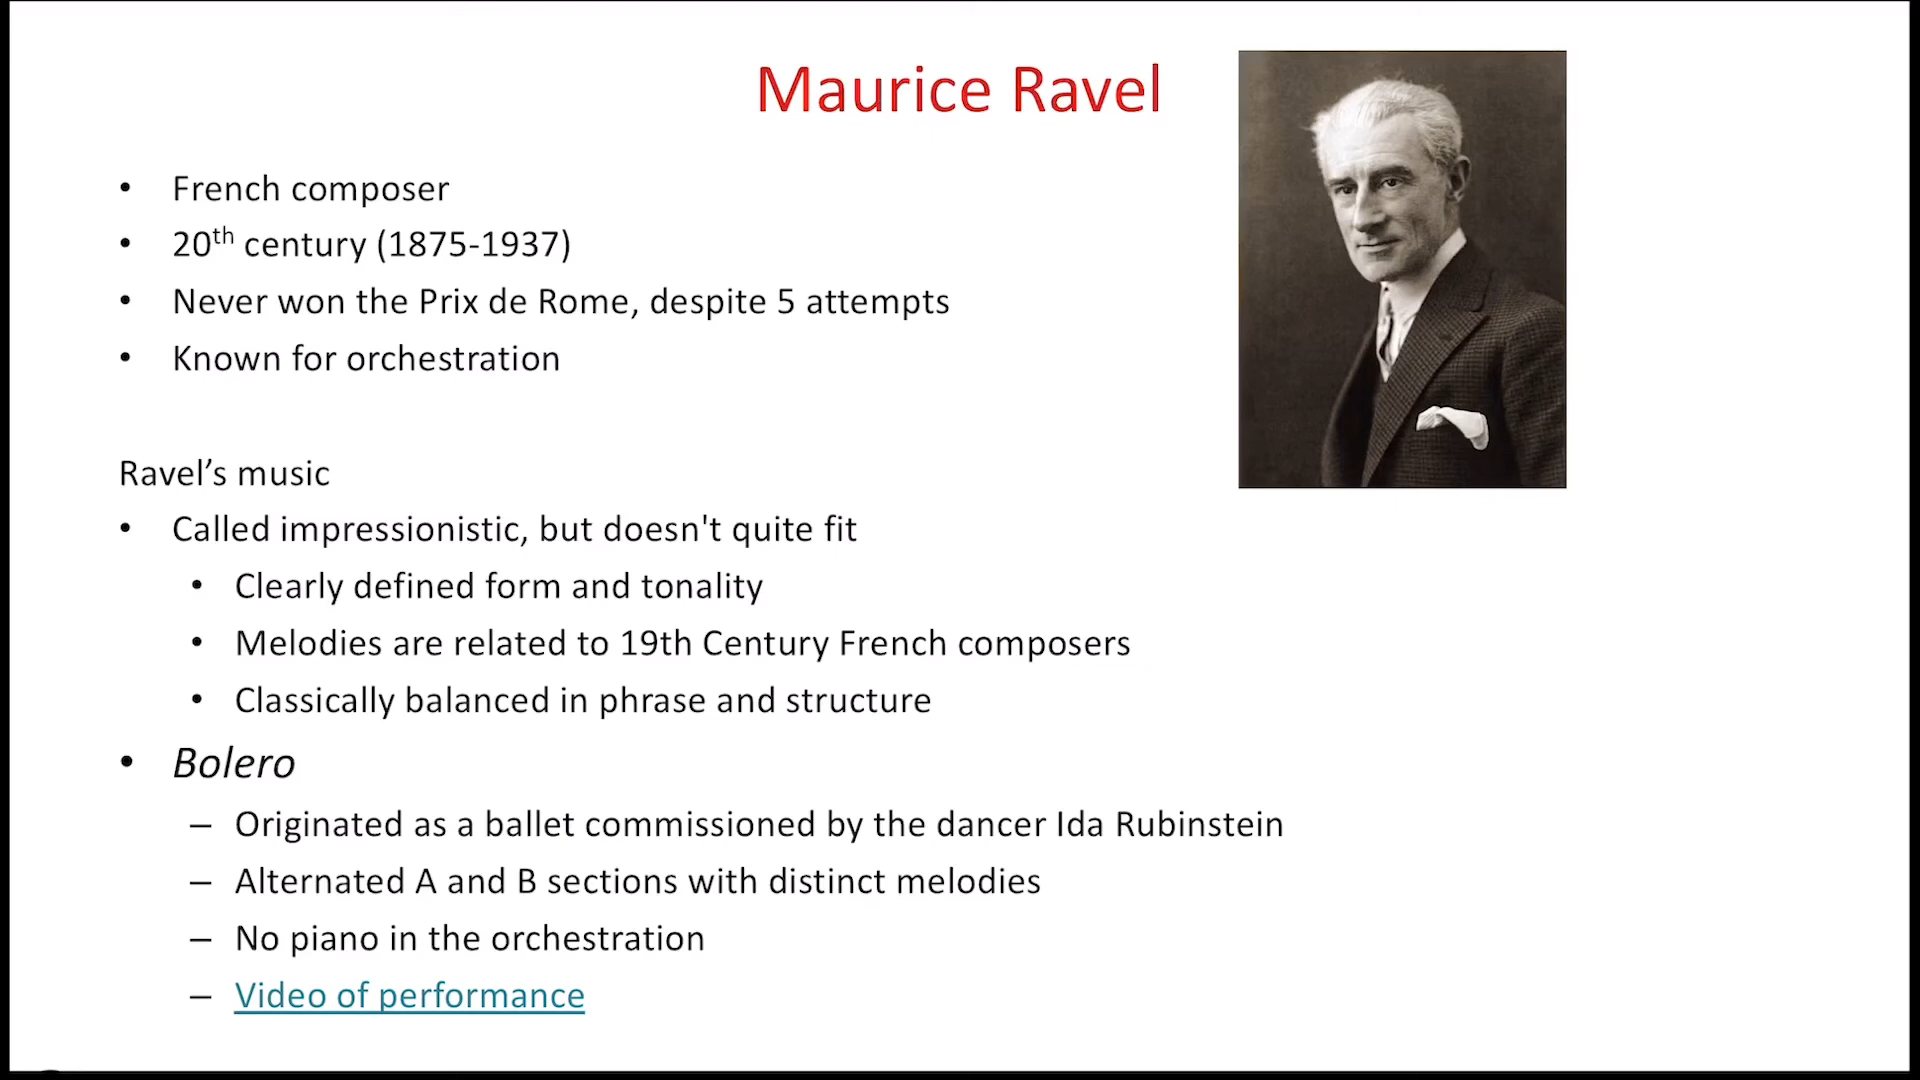 Maurice Ravel
• French composer
• 20th century (1875-1937)
• Never won the Prix de Rome, despite 5 attempts
• Known for orchestration
Ravel’s music
• Called impressionistic, but doesn't quite fit
• Clearly defined form and tonality
• Melodies are related to 19th Century French composers
• Classically balanced in phrase and structure
• Bolero
– Originated as a ballet commissioned by the dancer Ida Rubinstein
– Alternated A and B sections with distinct melodies
– No piano in the orchestration
– Video of performance